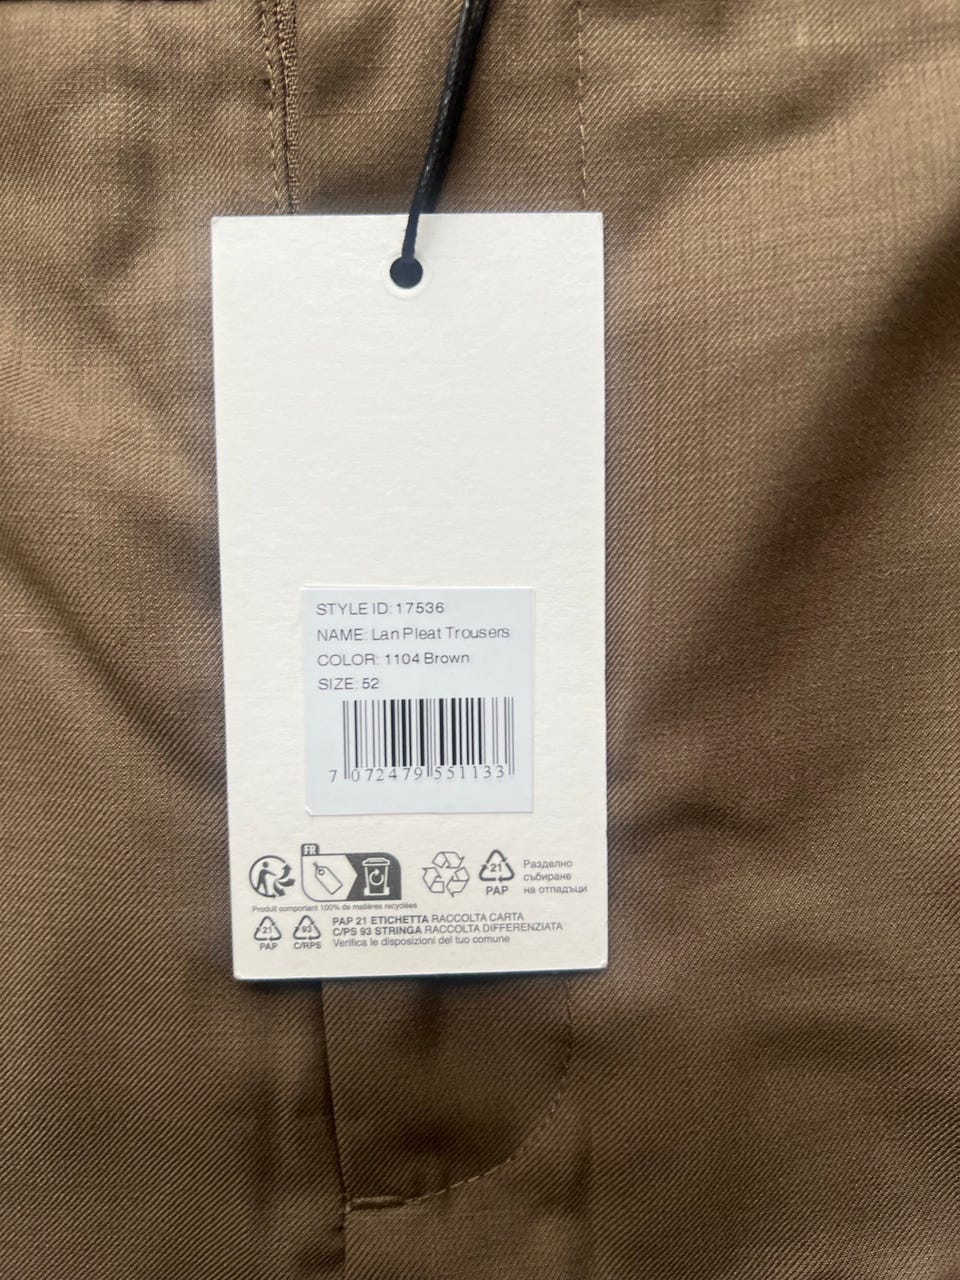 STYLE ID: 17536
NAME: Lan Pleat Trousers
COLOR: 1104 Brown
SIZE: 52
7 072479 551133
FR
Produit comportant 100% de matières recyclées
21
PAP
Разделно
събиране
на отпадъци
21
PAP
93
C/RPS
PAP 21 ETICHETTA RACCOLTA CARTA
C/PS 93 STRINGA RACCOLTA DIFFERENZIATA
Verifica le disposizioni del tuo comune